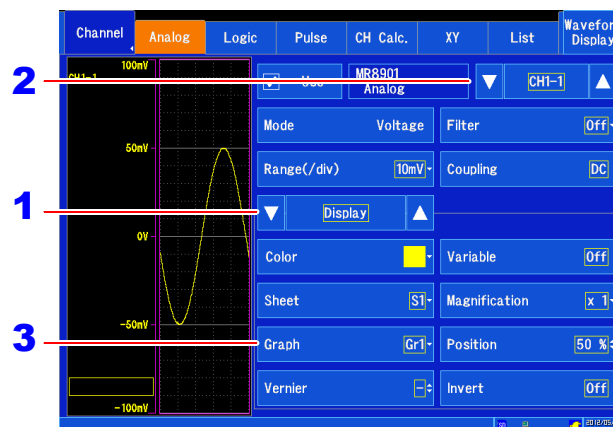 Channel
Analog
Logic
Pulse
CH Calc.
XY
List
Display
100mV
CH1-1
MR8901
Analog
CH1-1
2
Mode Voltage
Filter Off
50mV
Range(/div) 10mV
Coupling DC
1
Display
0V
Color
Variable Off
Sheet S1
Magnification x 1
-50mV
3
Graph Gr1
Position 50 %
Vernier -
Invert Off
-100mV
SD